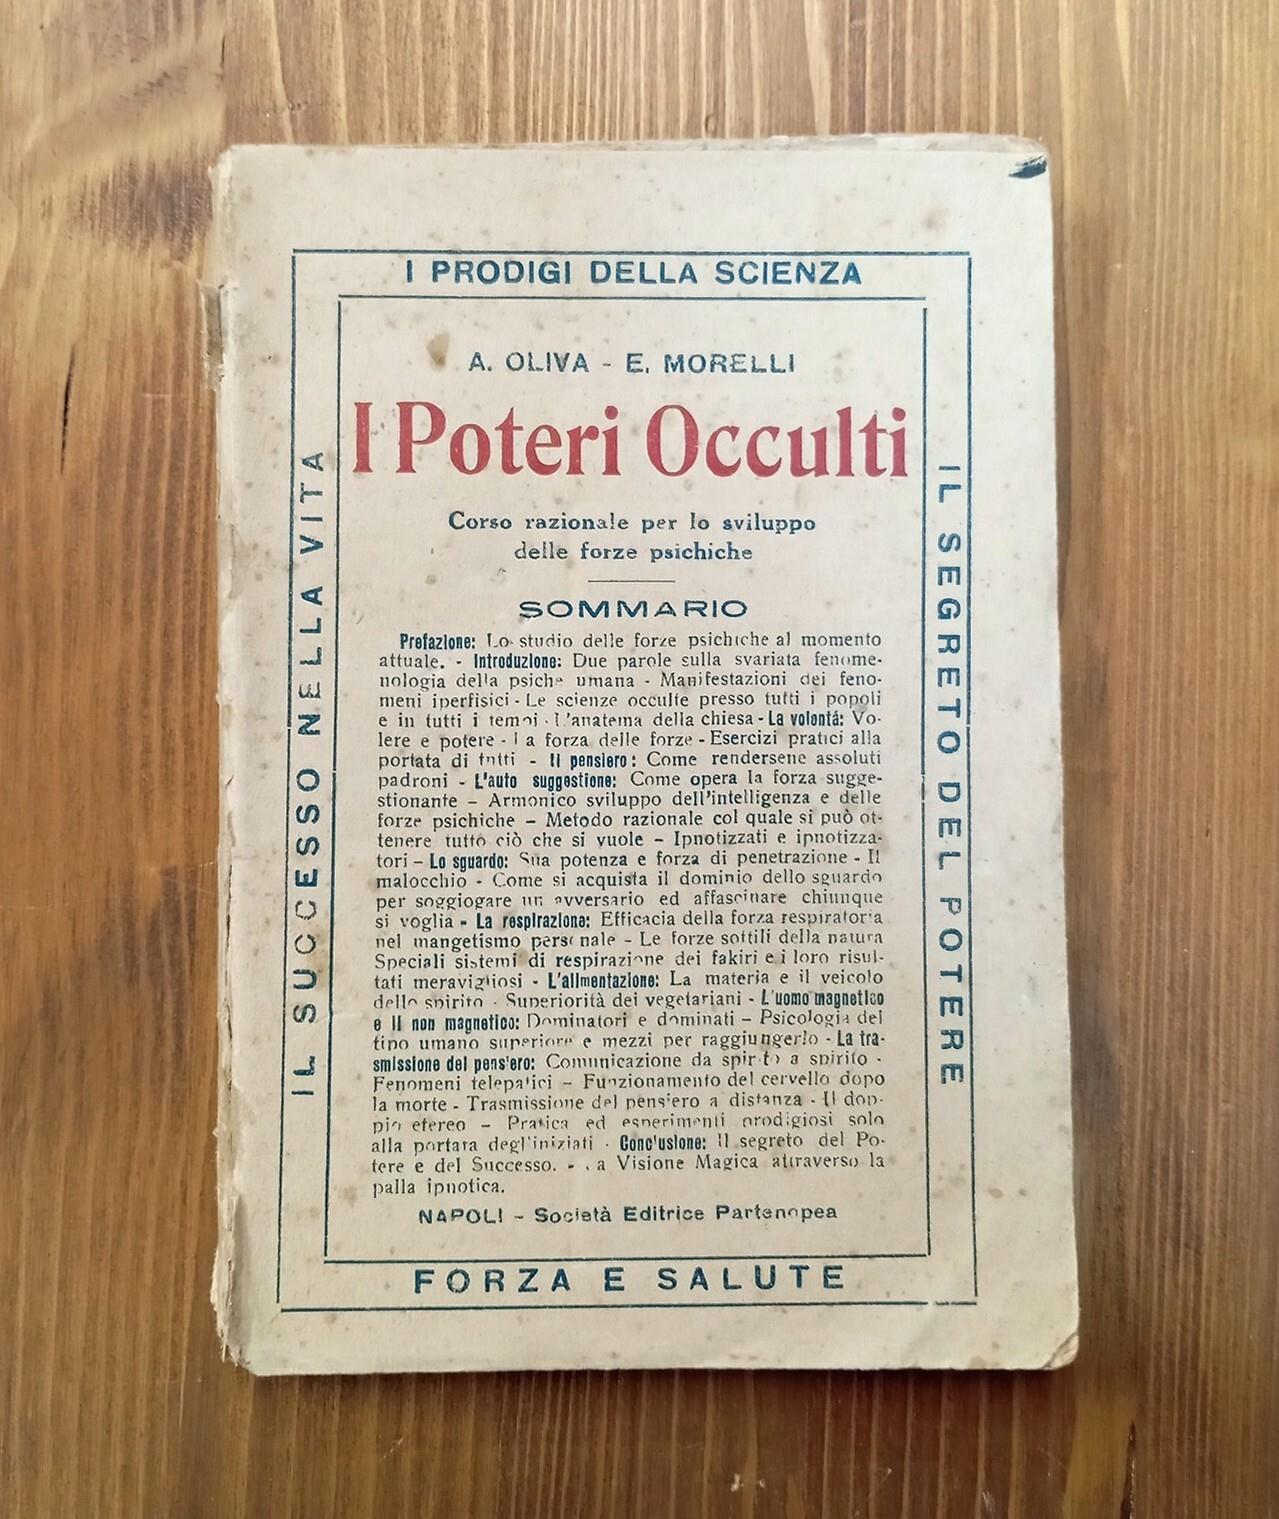 I PRODIGI DELLA SCIENZA
IL SUCCESSO NELLA VITA
A. OLIVA - E. MORELLI
I Poteri Occulti
Corso razionale per lo sviluppo
delle forze psichiche
SOMMARIO
Prefazione: Lo studio delle forze psichiche al momento
attuale. - Introduzione: Due parole sulla svariata fenome-
nologia della psiche umana - Manifestazioni dei feno-
meni iperfisici - Le scienze occulte presso tutti i popoli
e in tutti i tempi - L'anatema della chiesa - La volontá: Vo-
lere e potere - La forza delle forze - Esercizi pratici alla
portata di tutti - Il pensiero: Come rendersene assoluti
padroni - L'auto suggestione: Come opera la forza sugge-
stionante - Armonico sviluppo dell'intelligenza e delle
forze psichiche - Metodo razionale col quale si può ot-
tenere tutto ciò che si vuole - Ipnotizzati e ipnotizza-
tori - Lo sguardo: Sua potenza e forza di penetrazione - Il
malocchio - Come si acquista il dominio dello sguardo
per soggiogare un avversario ed affascinare chiunque
si voglia - La respirazione: Efficacia della forza respiratoria
nel mangetismo personale - Le forze sottili della natura
Speciali sistemi di respirazione dei fakiri e i loro risul-
tati meravigliosi - L'alimentazione: La materia e il veicolo
dello spirito - Superiorità dei vegetariani - L'uomo magnetico
e il non magnetico: Dominatori e dominati - Psicologia del
tipo umano superiore e mezzi per raggiungerlo - La tra-
smissione del pensiero: Comunicazione da spirito a spirito -
Fenomeni telepatici - Funzionamento del cervello dopo
la morte - Trasmissione del pensiero a distanza - Il dop-
pio etereo - Pratica ed esperimenti prodigiosi solo
alla portata degl'iniziati - Conclusione: Il segreto del Po-
tere e del Successo. - La Visione Magica attraverso la
palla ipnotica.
NAPOLI - Società Editrice Partenopea
IL SEGRETO DEL POTERE
FORZA E SALUTE